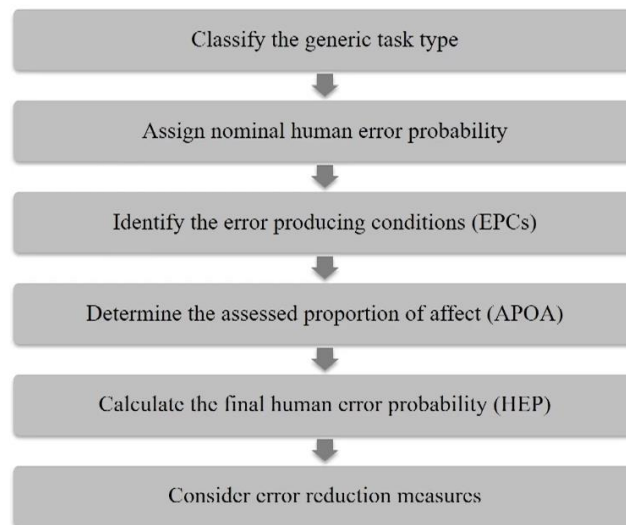 Classify the generic task type
Assign nominal human error probability
Identify the error producing conditions (EPCs)
Determine the assessed proportion of affect (APOA)
Calculate the final human error probability (HEP)
Consider error reduction measures